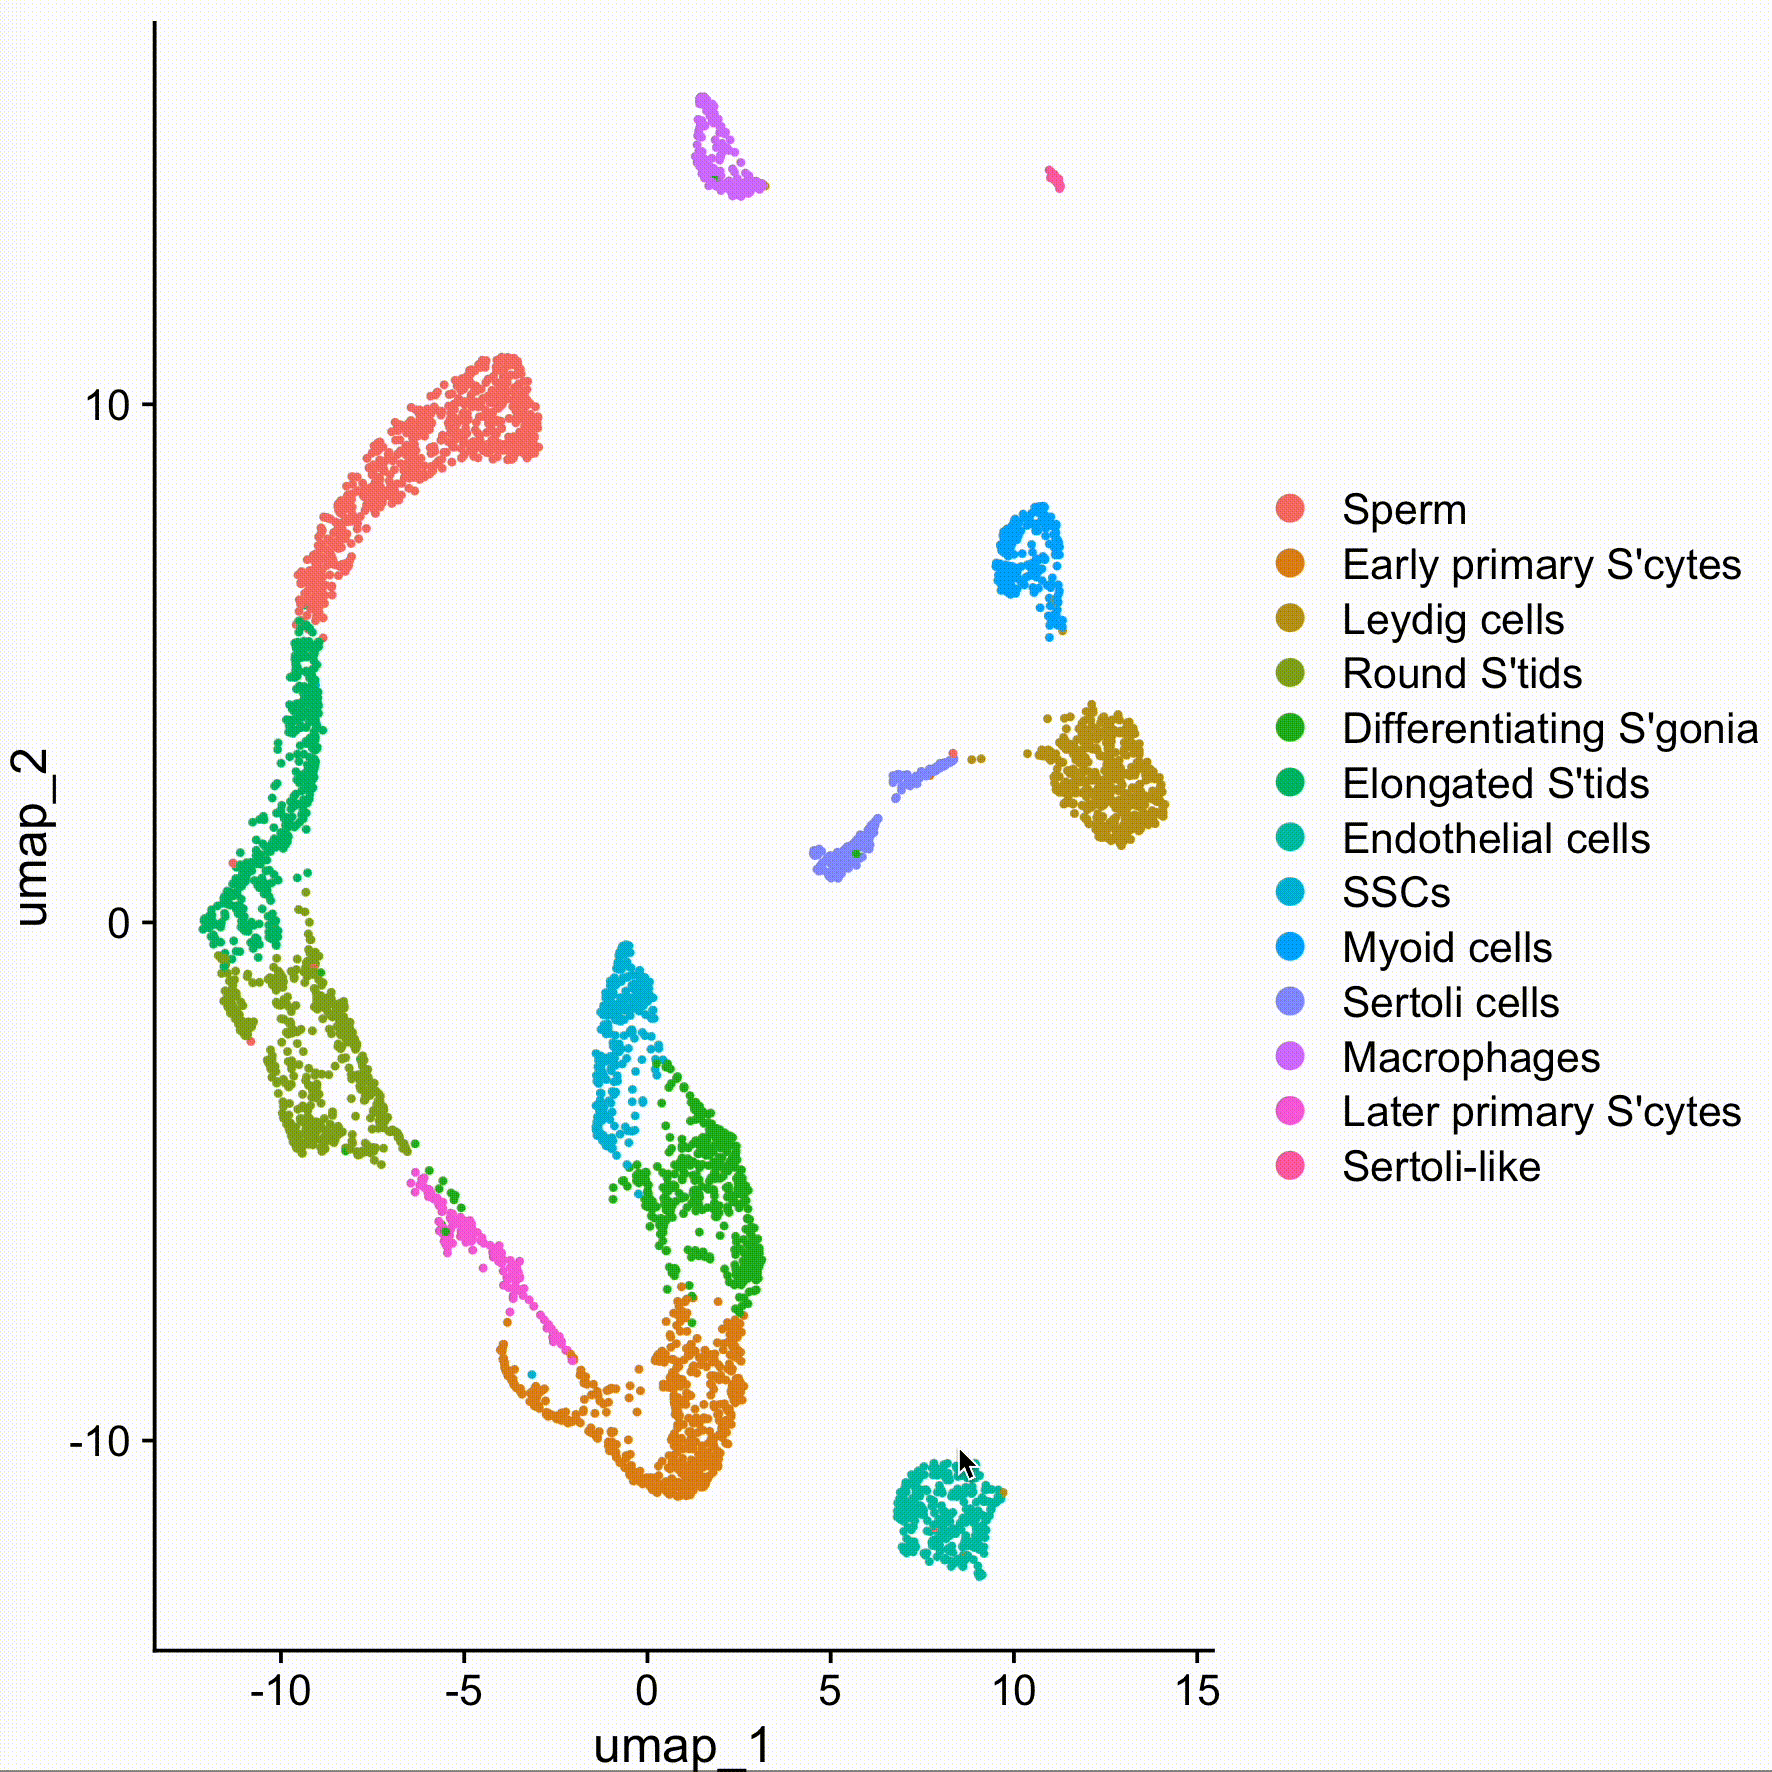 10
0
-10
umap_2
-10
-5
0
5
10
15
umap_1
Sperm
Early primary S'cytes
Leydig cells
Round S'tids
Differentiating S'gonia
Elongated S'tids
Endothelial cells
SSCs
Myoid cells
Sertoli cells
Macrophages
Later primary S'cytes
Sertoli-like